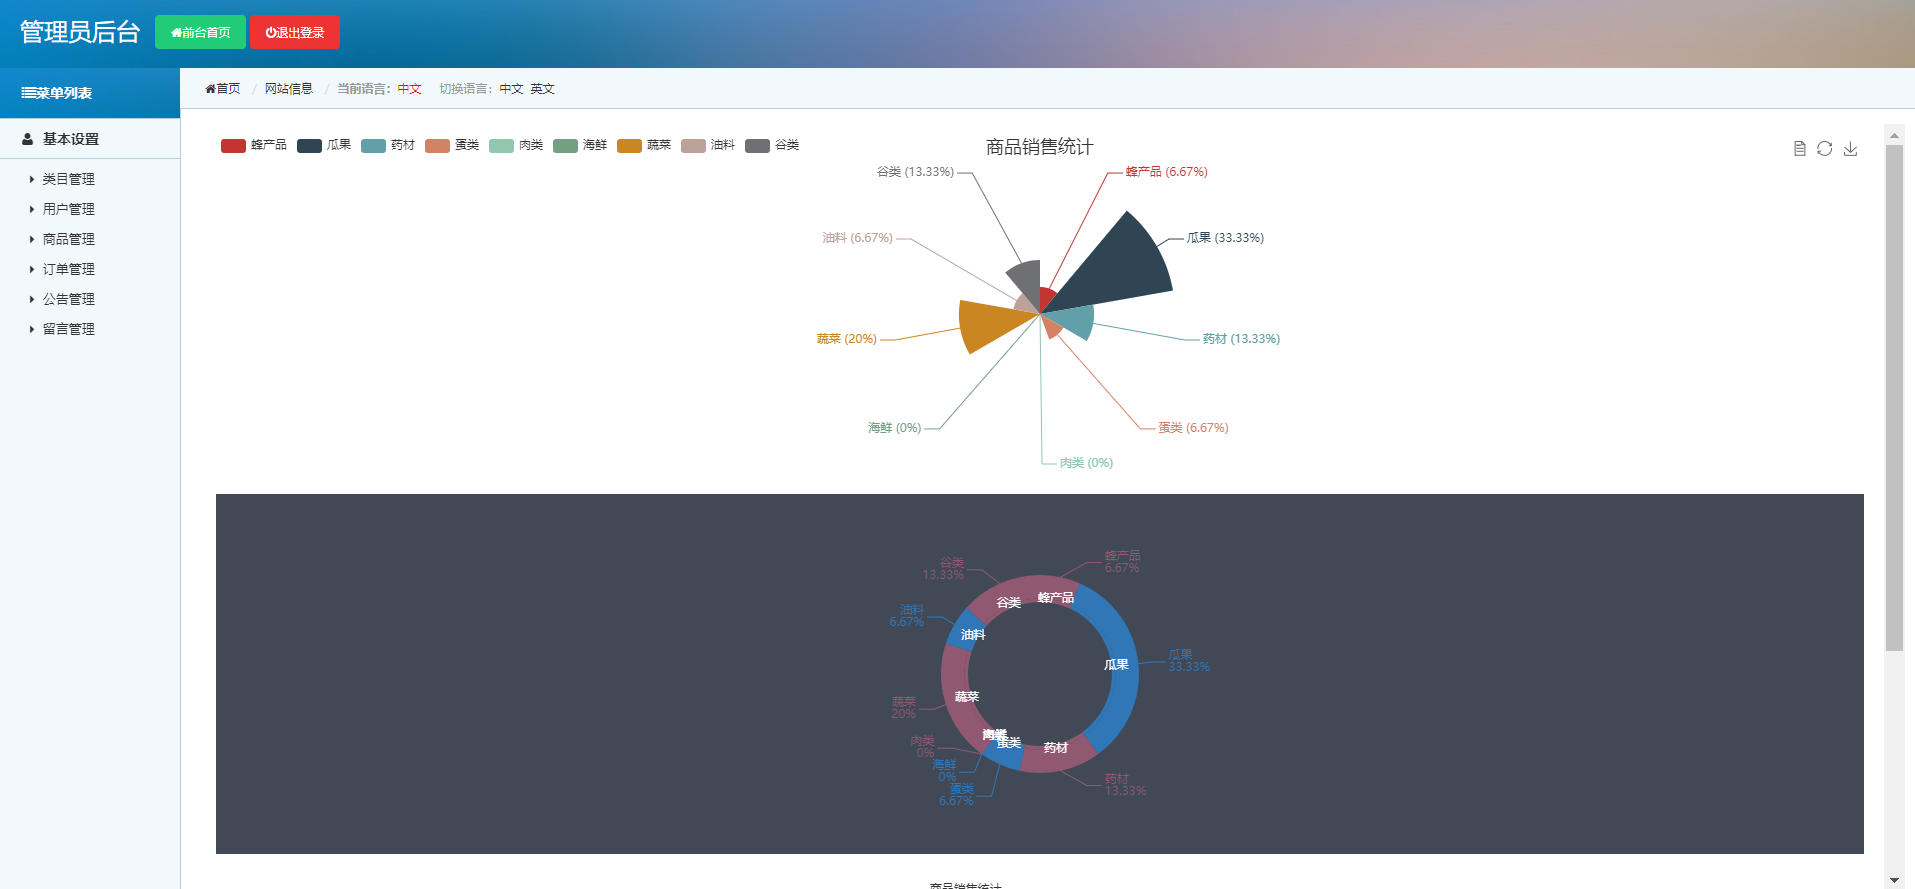 管理员后台 前台首页 退出登录
菜单列表
首页 / 网站信息 / 当前语言：中文 切换语言：中文 英文
基本设置
类目管理
用户管理
商品管理
订单管理
公告管理
留言管理
蜂产品 瓜果 药材 蛋类 肉类 海鲜 蔬菜 油料 谷类
商品销售统计
谷类 (13.33%)
蜂产品 (6.67%)
油料 (6.67%)
瓜果 (33.33%)
蔬菜 (20%)
药材 (13.33%)
海鲜 (0%)
蛋类 (6.67%)
肉类 (0%)
蜂产品
6.67%
谷类
13.33%
谷类
蜂产品
油料
6.67%
油料
瓜果
瓜果
33.33%
蔬菜
蔬菜
20%
肉类
0%
蛋类
药材
海鲜
0%
蛋类
6.67%
药材
13.33%
商品销售统计